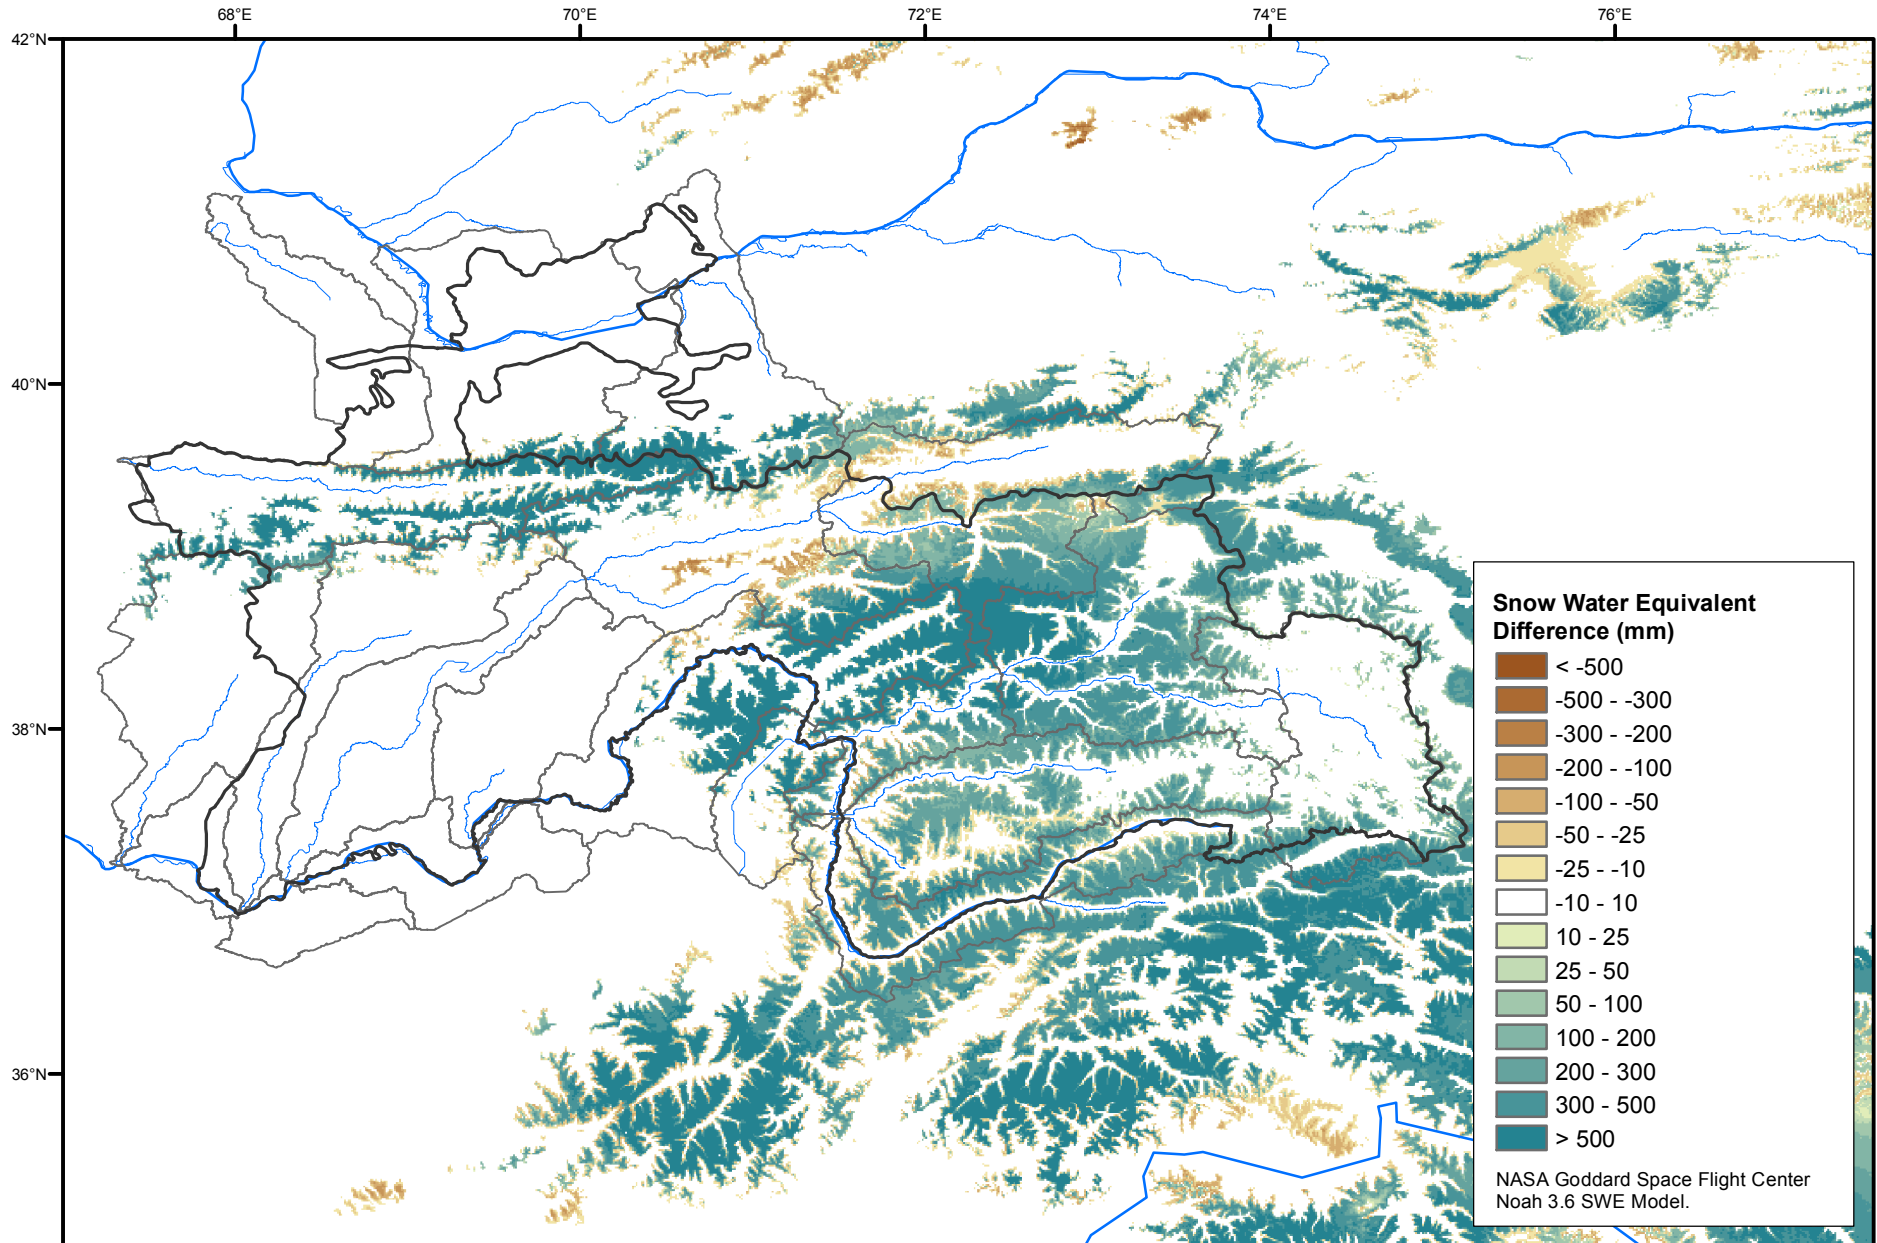 68°E 70°E 72°E 74°E 76°E
42°N
40°N
38°N
36°N
Snow Water Equivalent
Difference (mm)
< -500
-500 - -300
-300 - -200
-200 - -100
-100 - -50
-50 - -25
-25 - -10
-10 - 10
10 - 25
25 - 50
50 - 100
100 - 200
200 - 300
300 - 500
> 500
NASA Goddard Space Flight Center
Noah 3.6 SWE Model.